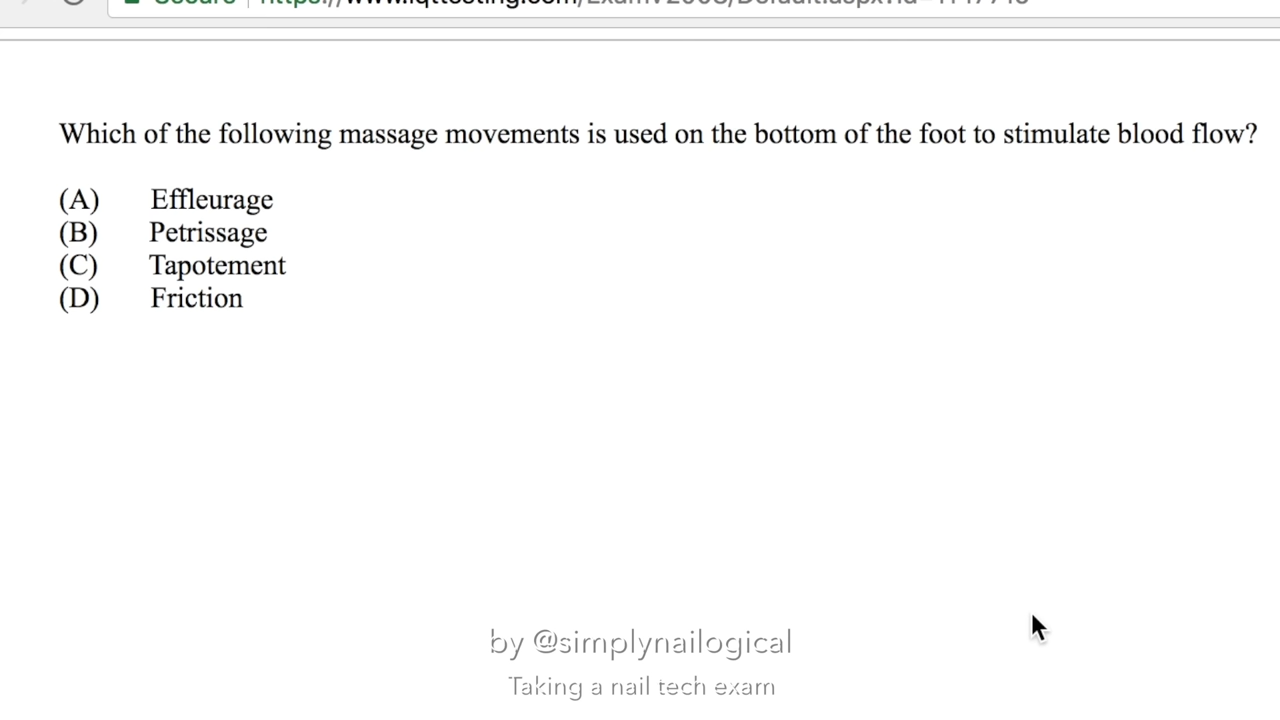 Which of the following massage movements is used on the bottom of the foot to stimulate blood flow?
(A) Effleurage
(B) Petrissage
(C) Tapotement
(D) Friction
by @simplynailogical
Taking a nail tech exam